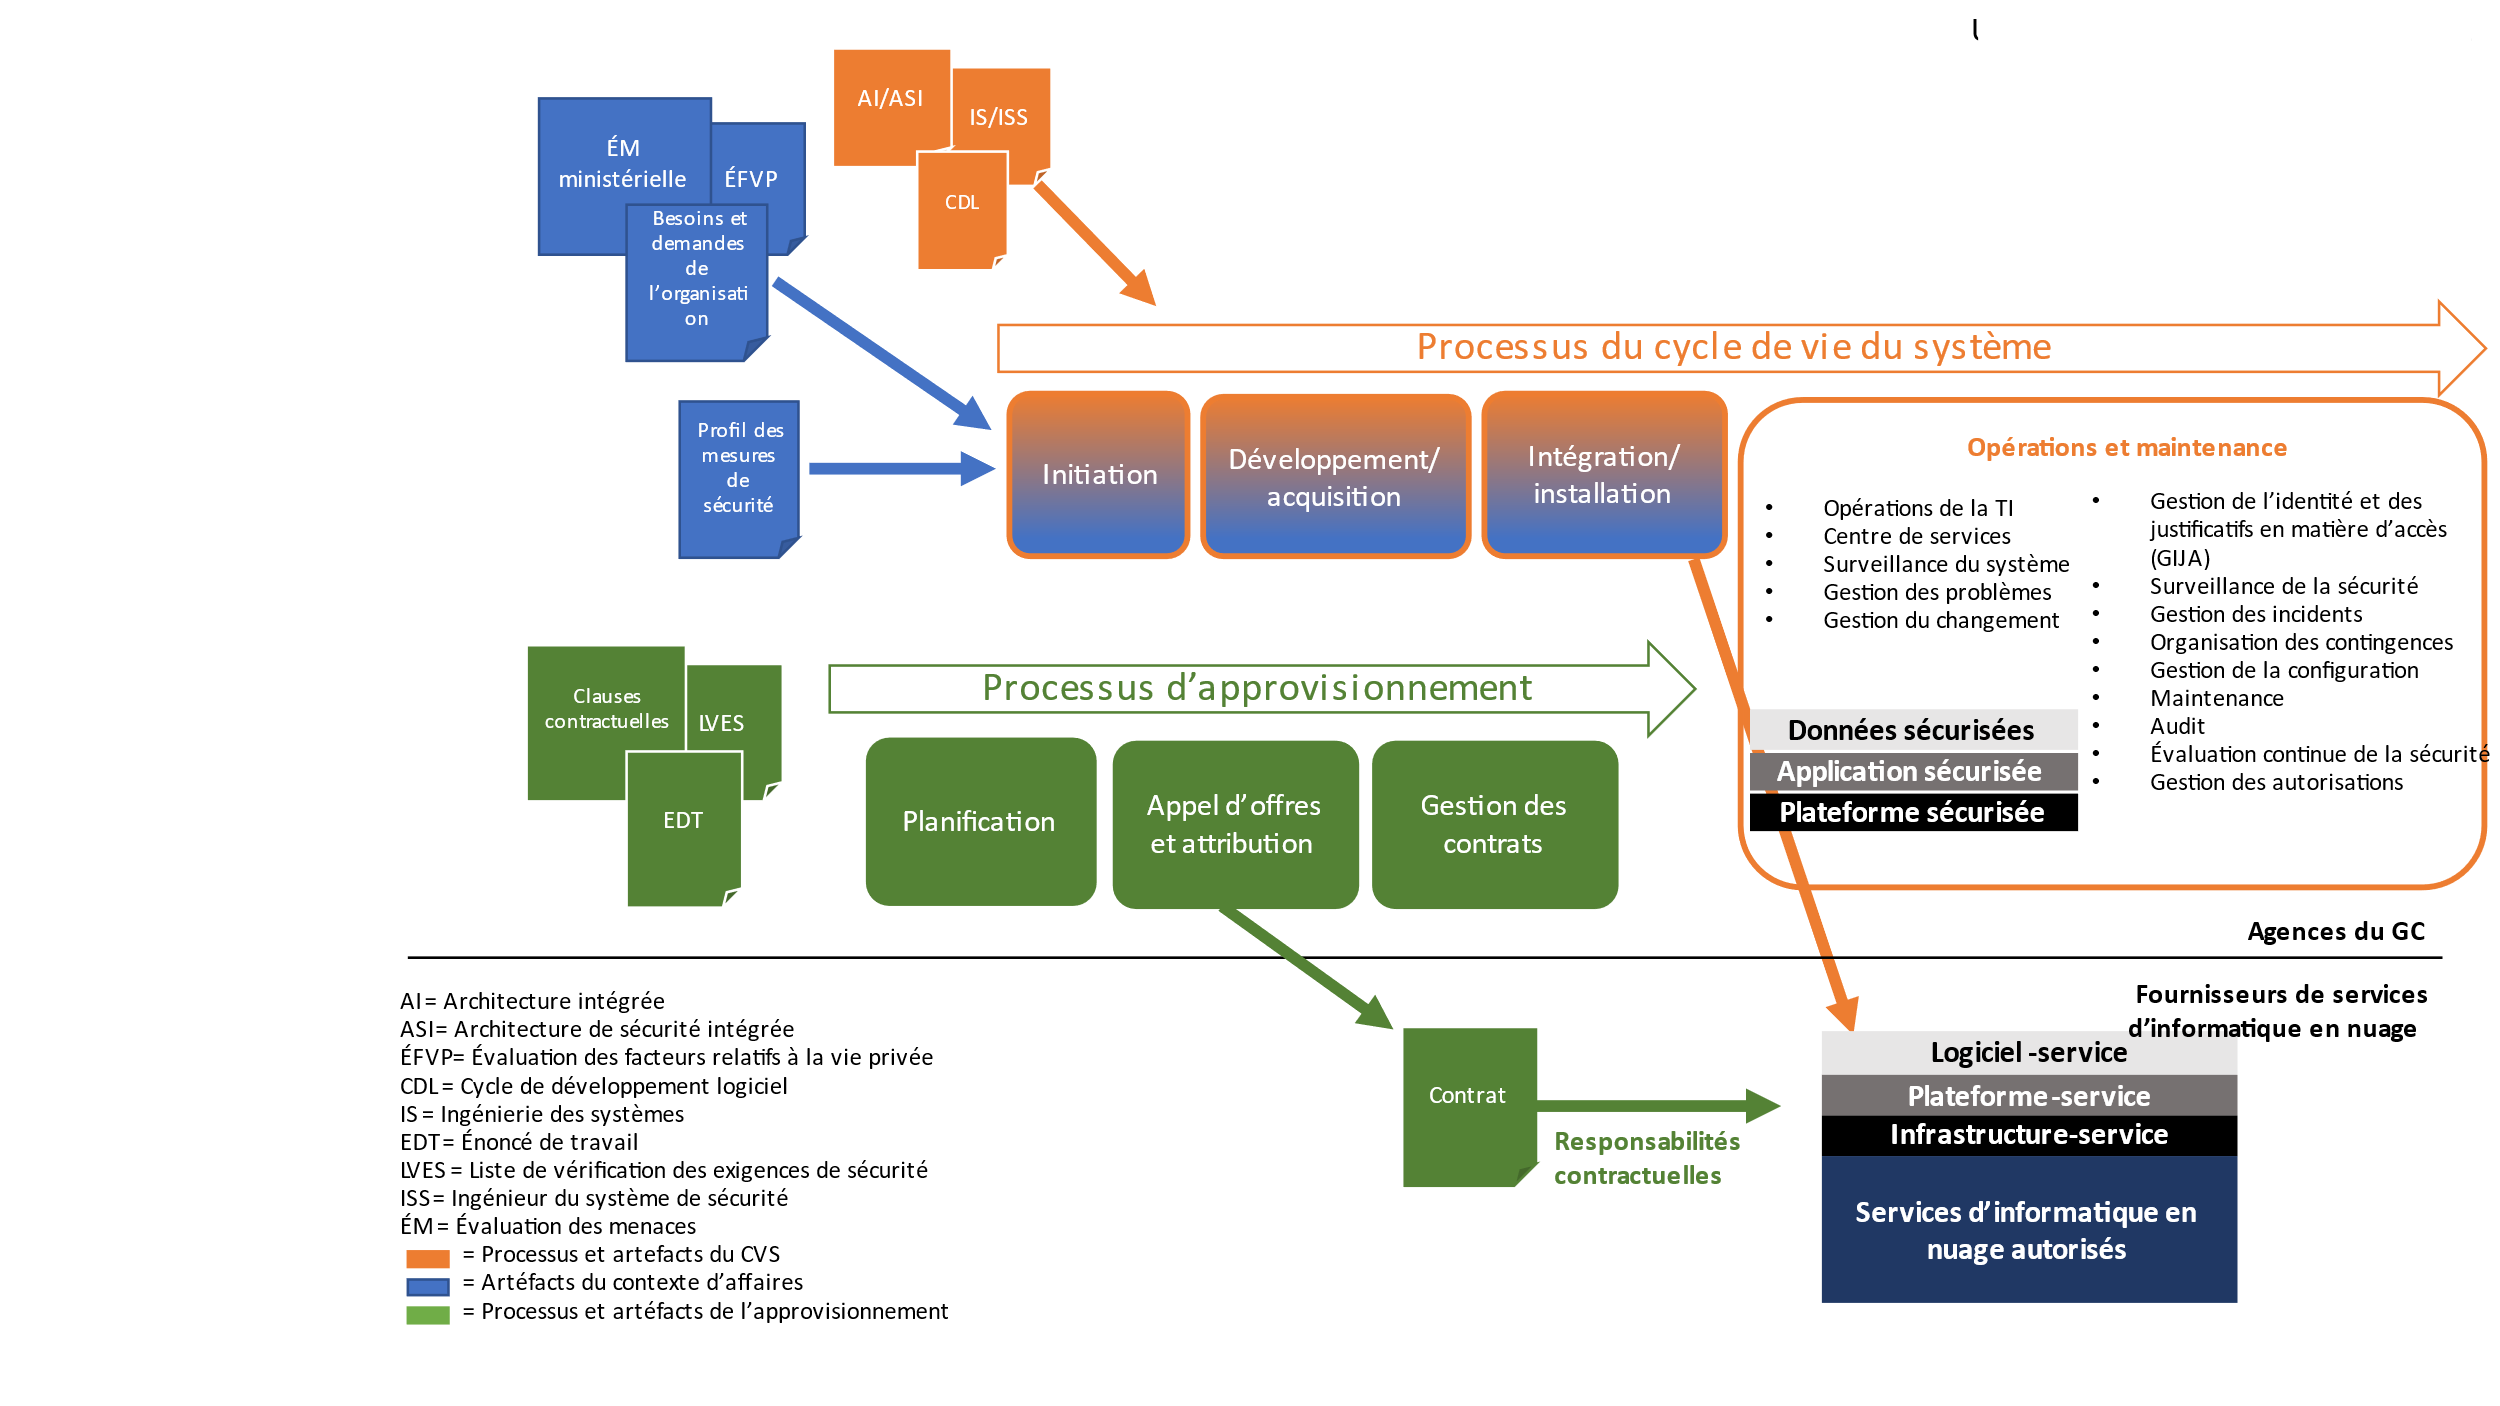 AI/ASI
IS/ISS
CDL
ÉM
ministérielle
ÉFVP
Besoins et
demandes
de
l’organisati
on
Processus du cycle de vie du système
Profil des
mesures
de
sécurité
Initiation
Développement/
acquisition
Intégration/
installation
Opérations et maintenance
• Opérations de la TI
• Centre de services
• Surveillance du système
• Gestion des problèmes
• Gestion du changement
• Gestion de l’identité et des
justificatifs en matière d’accès
(GIJA)
• Surveillance de la sécurité
• Gestion des incidents
• Organisation des contingences
• Gestion de la configuration
• Maintenance
• Audit
• Évaluation continue de la sécurité
• Gestion des autorisations
Données sécurisées
Application sécurisée
Plateforme sécurisée
Clauses
contractuelles
LVES
EDT
Processus d’approvisionnement
Planification
Appel d’offres
et attribution
Gestion des
contrats
Agences du GC
Fournisseurs de services
d’informatique en nuage
AI= Architecture intégrée
ASI= Architecture de sécurité intégrée
ÉFVP= Évaluation des facteurs relatifs à la vie privée
CDL= Cycle de développement logiciel
IS= Ingénierie des systèmes
EDT= Énoncé de travail
LVES = Liste de vérification des exigences de sécurité
ISS= Ingénieur du système de sécurité
ÉM= Évaluation des menaces
= Processus et artefacts du CVS
= Artéfacts du contexte d’affaires
= Processus et artéfacts de l’approvisionnement
Contrat
Responsabilités
contractuelles
Logiciel -service
Plateforme-service
Infrastructure-service
Services d’informatique en
nuage autorisés